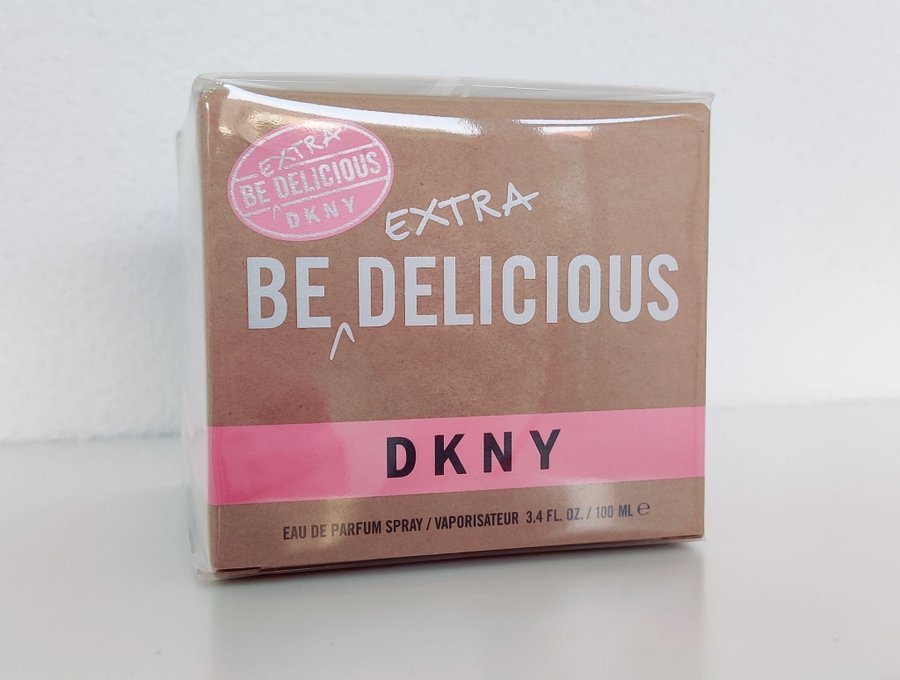 EXTRA
BE DELICIOUS
DKNY
EXTRA
BE DELICIOUS
DKNY
EAU DE PARFUM SPRAY / VAPORISATEUR 3.4 FL. OZ. / 100 ML ℮